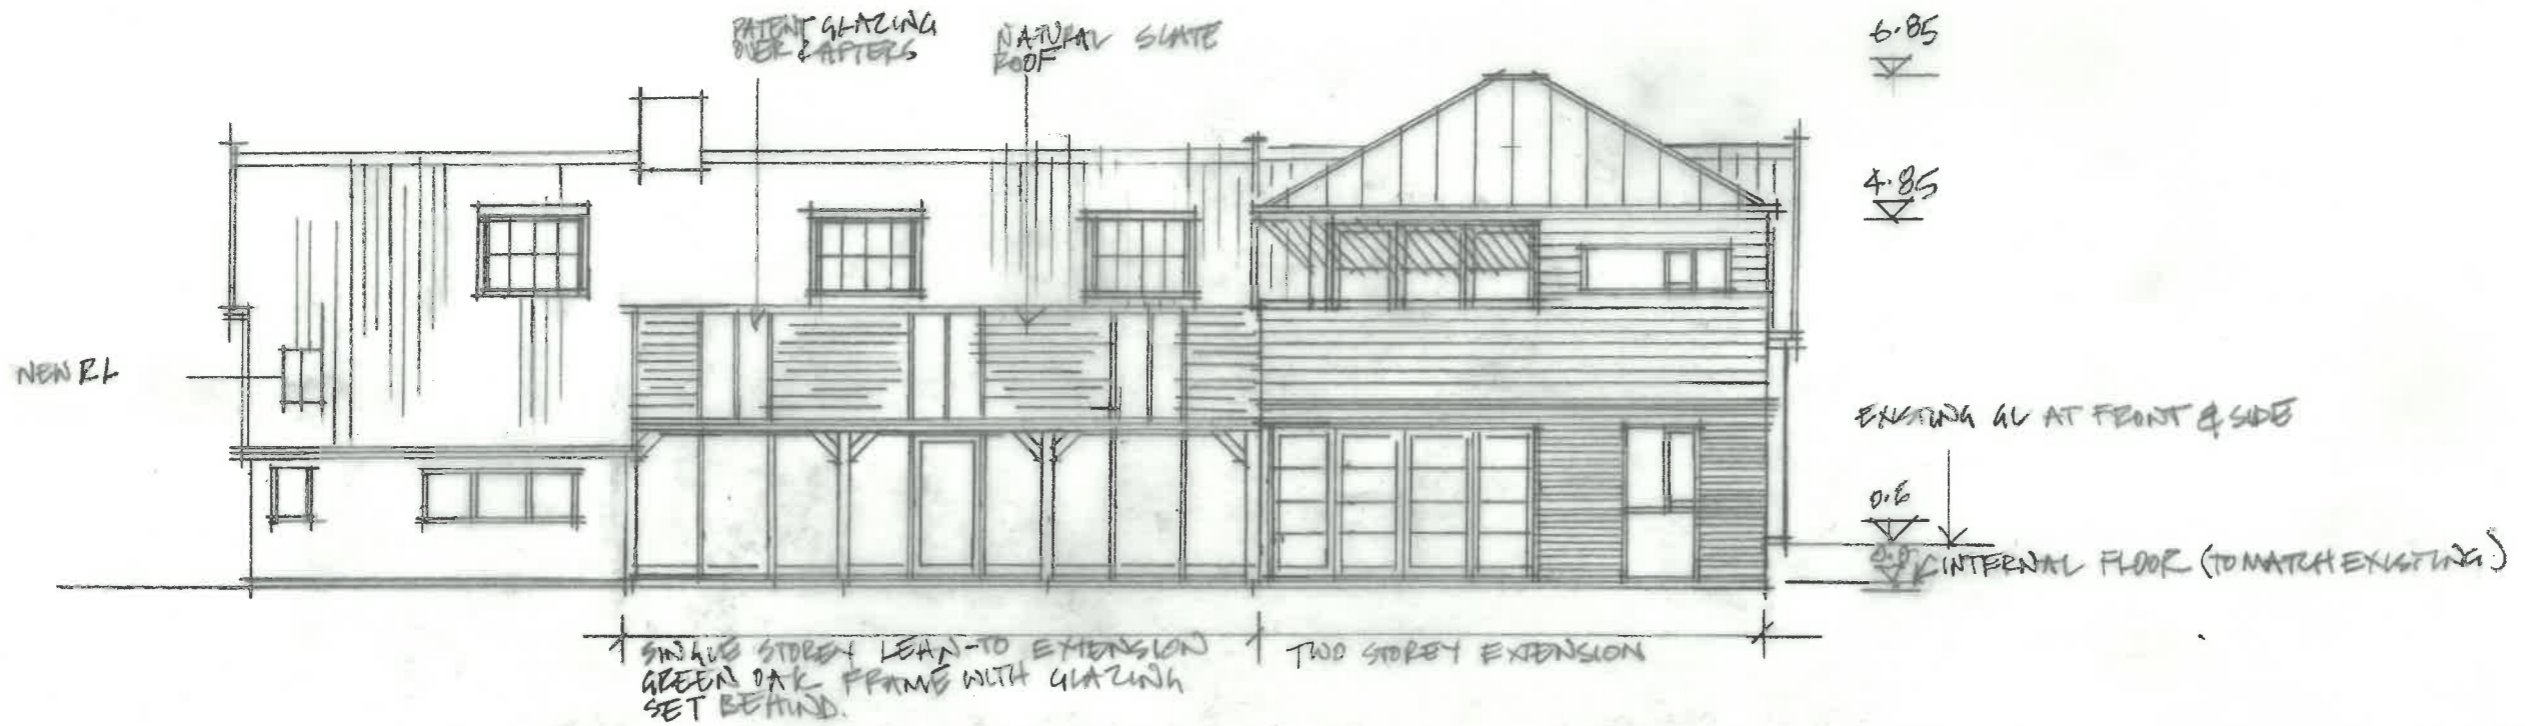 PATENT GLAZING
OVER RAFTERS
NATURAL SLATE
ROOF
6.85
4.85
NEW RL
EXISTING GL AT FRONT & SIDE
0.6
0.0
INTERNAL FLOOR (TO MATCH EXISTING)
SINGLE STOREY LEAN-TO EXTENSION
GREEN OAK FRAME WITH GLAZING
SET BEHIND.
TWO STOREY EXTENSION